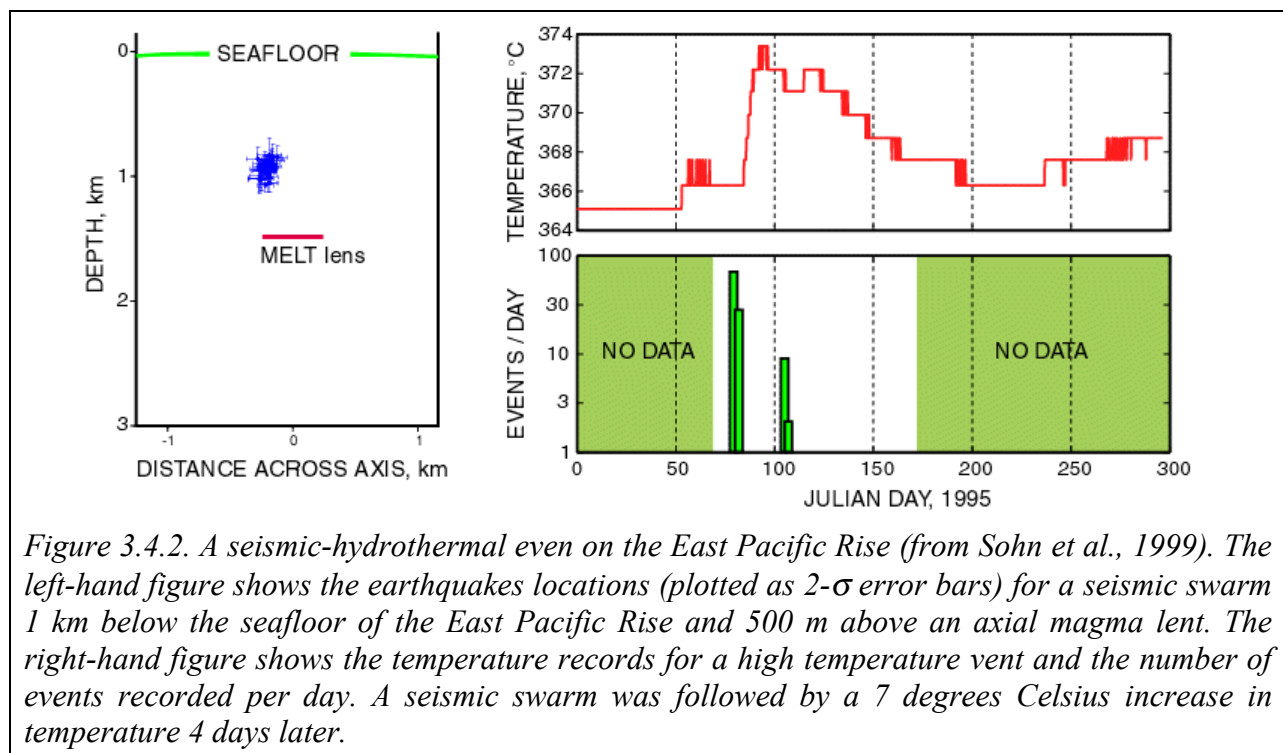 0
SEAFLOOR
1
MELT lens
2
3
DEPTH, km
-1
0
1
DISTANCE ACROSS AXIS, km
374
372
370
368
366
364
TEMPERATURE, °C
100
30
10
3
1
EVENTS / DAY
NO DATA
NO DATA
0
50
100
150
200
250
300
JULIAN DAY, 1995
Figure 3.4.2. A seismic-hydrothermal even on the East Pacific Rise (from Sohn et al., 1999). The
left-hand figure shows the earthquakes locations (plotted as 2-σ error bars) for a seismic swarm
1 km below the seafloor of the East Pacific Rise and 500 m above an axial magma lent. The
right-hand figure shows the temperature records for a high temperature vent and the number of
events recorded per day. A seismic swarm was followed by a 7 degrees Celsius increase in
temperature 4 days later.